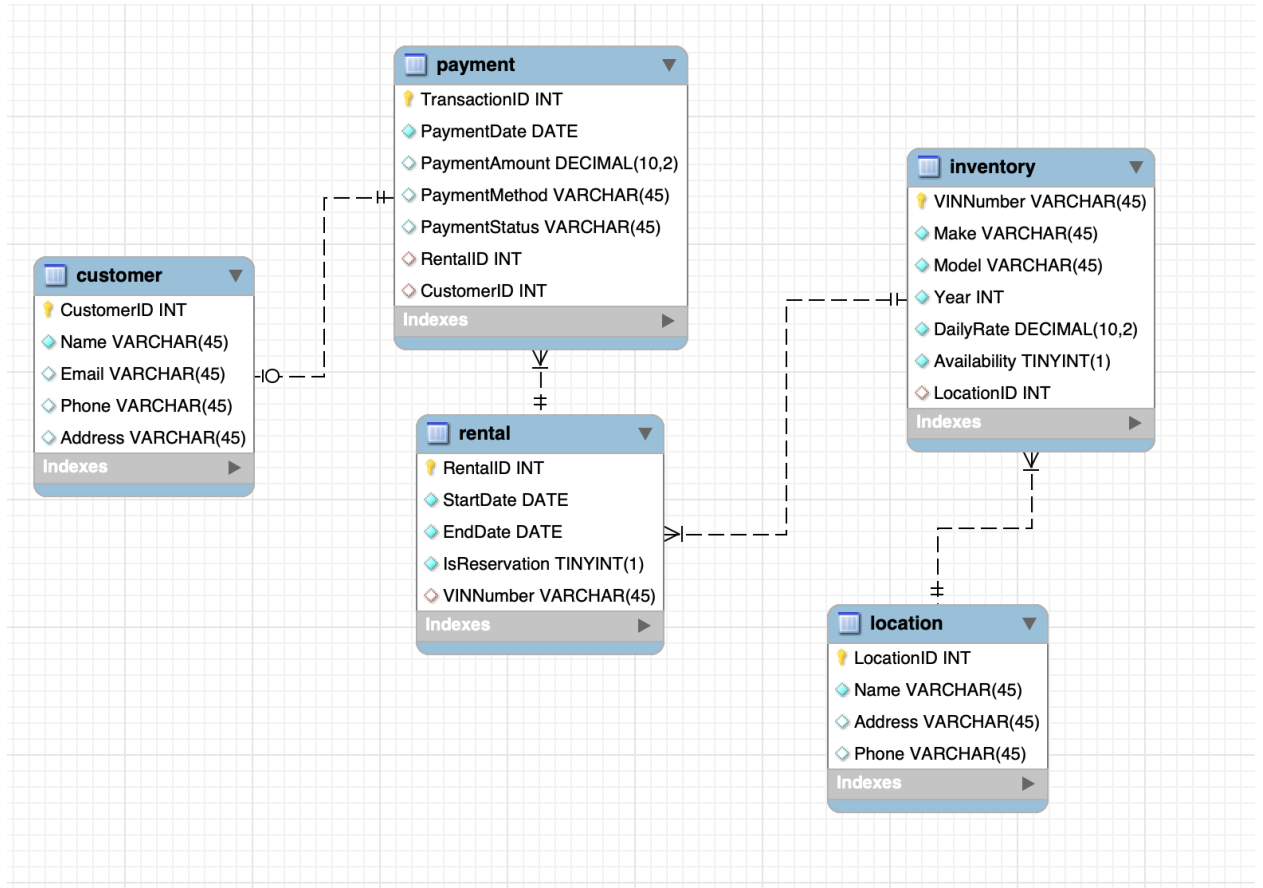 payment
TransactionID INT
PaymentDate DATE
PaymentAmount DECIMAL(10,2)
PaymentMethod VARCHAR(45)
PaymentStatus VARCHAR(45)
RentalID INT
CustomerID INT
Indexes
inventory
VINNumber VARCHAR(45)
Make VARCHAR(45)
Model VARCHAR(45)
Year INT
DailyRate DECIMAL(10,2)
Availability TINYINT(1)
LocationID INT
Indexes
customer
CustomerID INT
Name VARCHAR(45)
Email VARCHAR(45)
Phone VARCHAR(45)
Address VARCHAR(45)
Indexes
rental
RentalID INT
StartDate DATE
EndDate DATE
IsReservation TINYINT(1)
VINNumber VARCHAR(45)
Indexes
location
LocationID INT
Name VARCHAR(45)
Address VARCHAR(45)
Phone VARCHAR(45)
Indexes